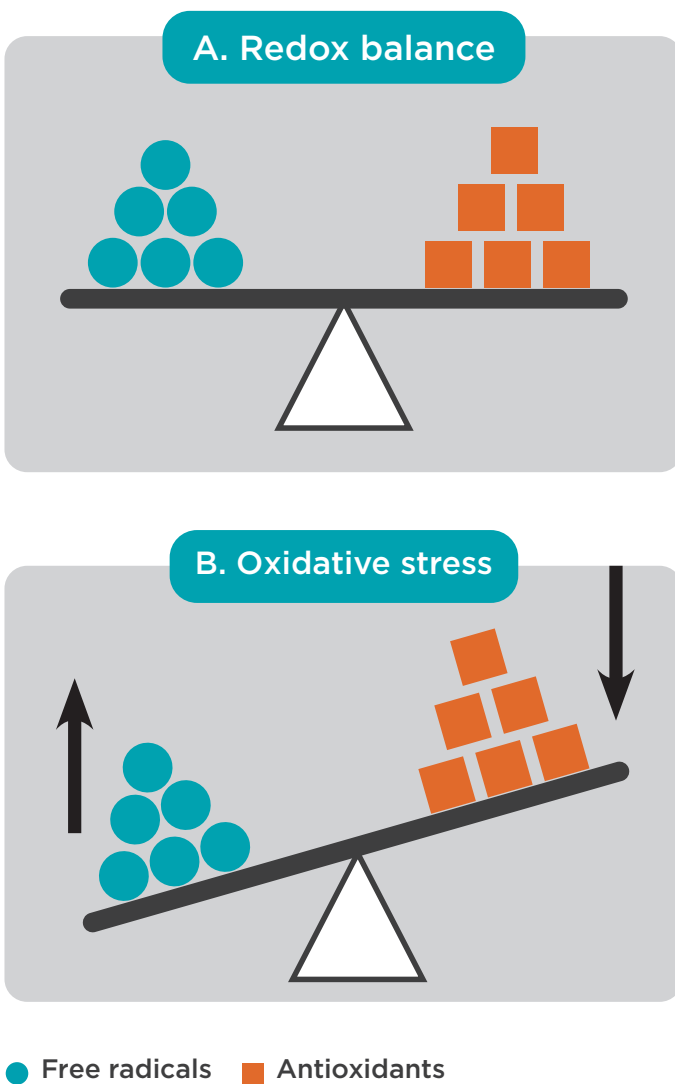 A. Redox balance
B. Oxidative stress
Free radicals Antioxidants